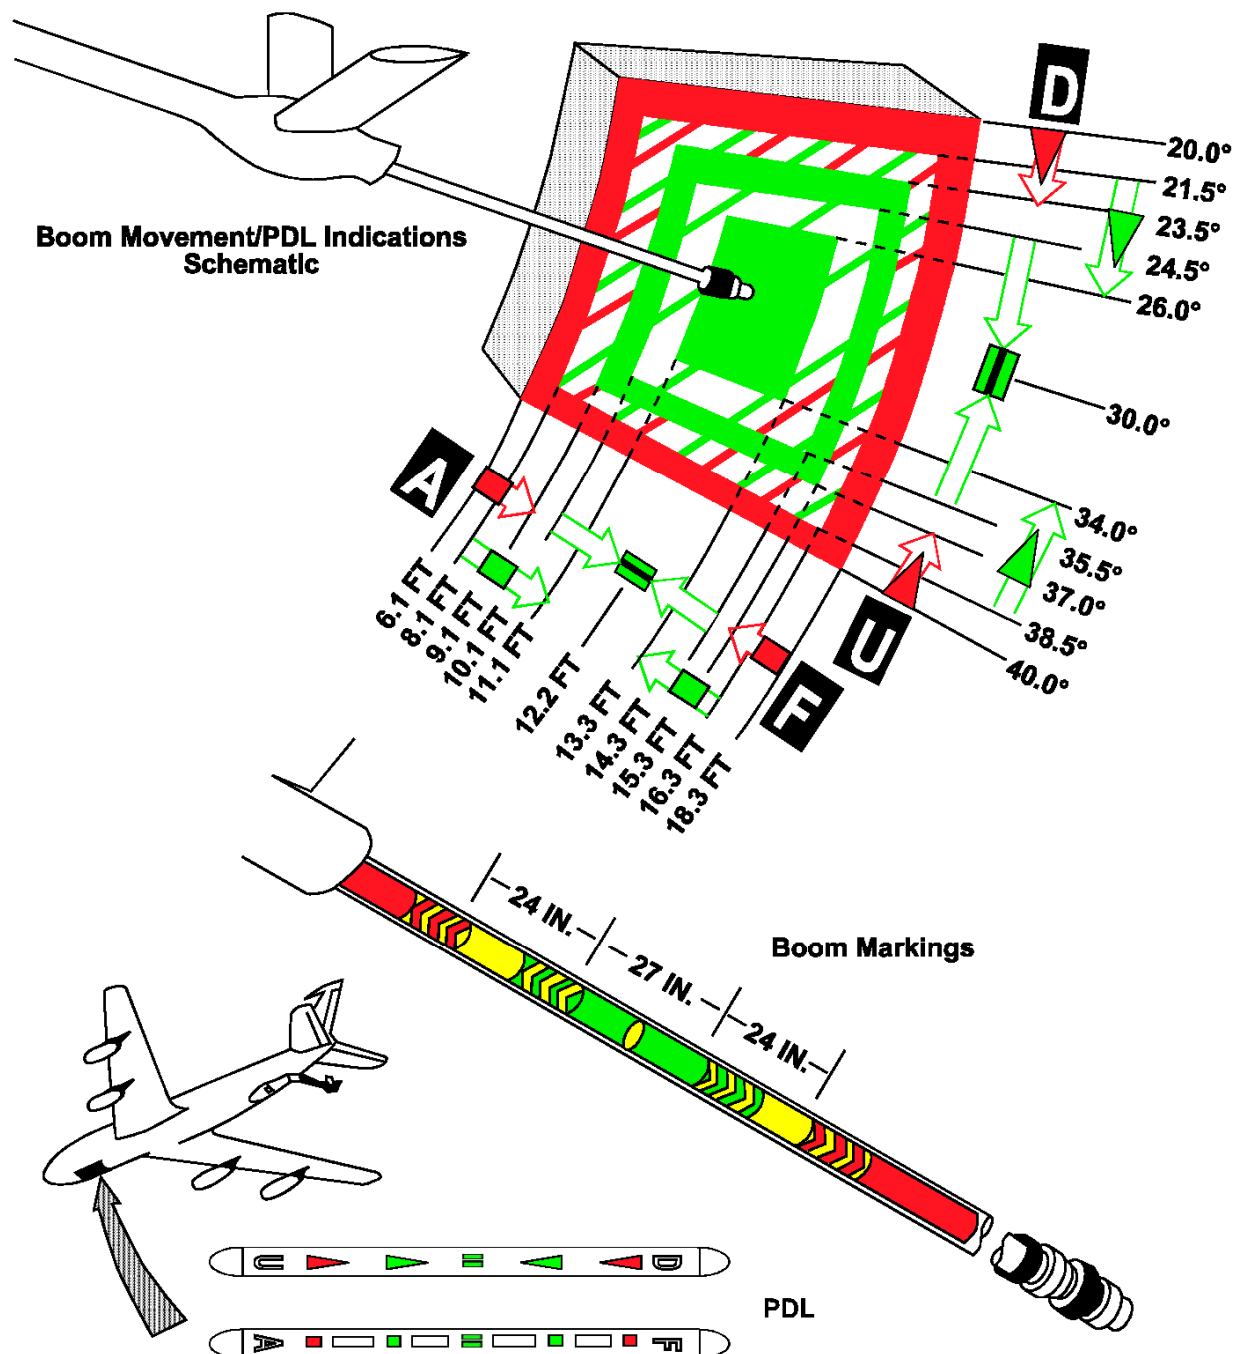 D
20.0°
21.5°
23.5°
24.5°
26.0°
Boom Movement/PDL Indications
Schematic
30.0°
A
34.0°
35.5°
37.0°
38.5°
40.0°
U
F
6.1 FT
8.1 FT
9.1 FT
10.1 FT
11.1 FT
12.2 FT
13.3 FT
14.3 FT
15.3 FT
16.3 FT
18.3 FT
24 IN.
27 IN.
24 IN.
Boom Markings
U
D
PDL
A
F